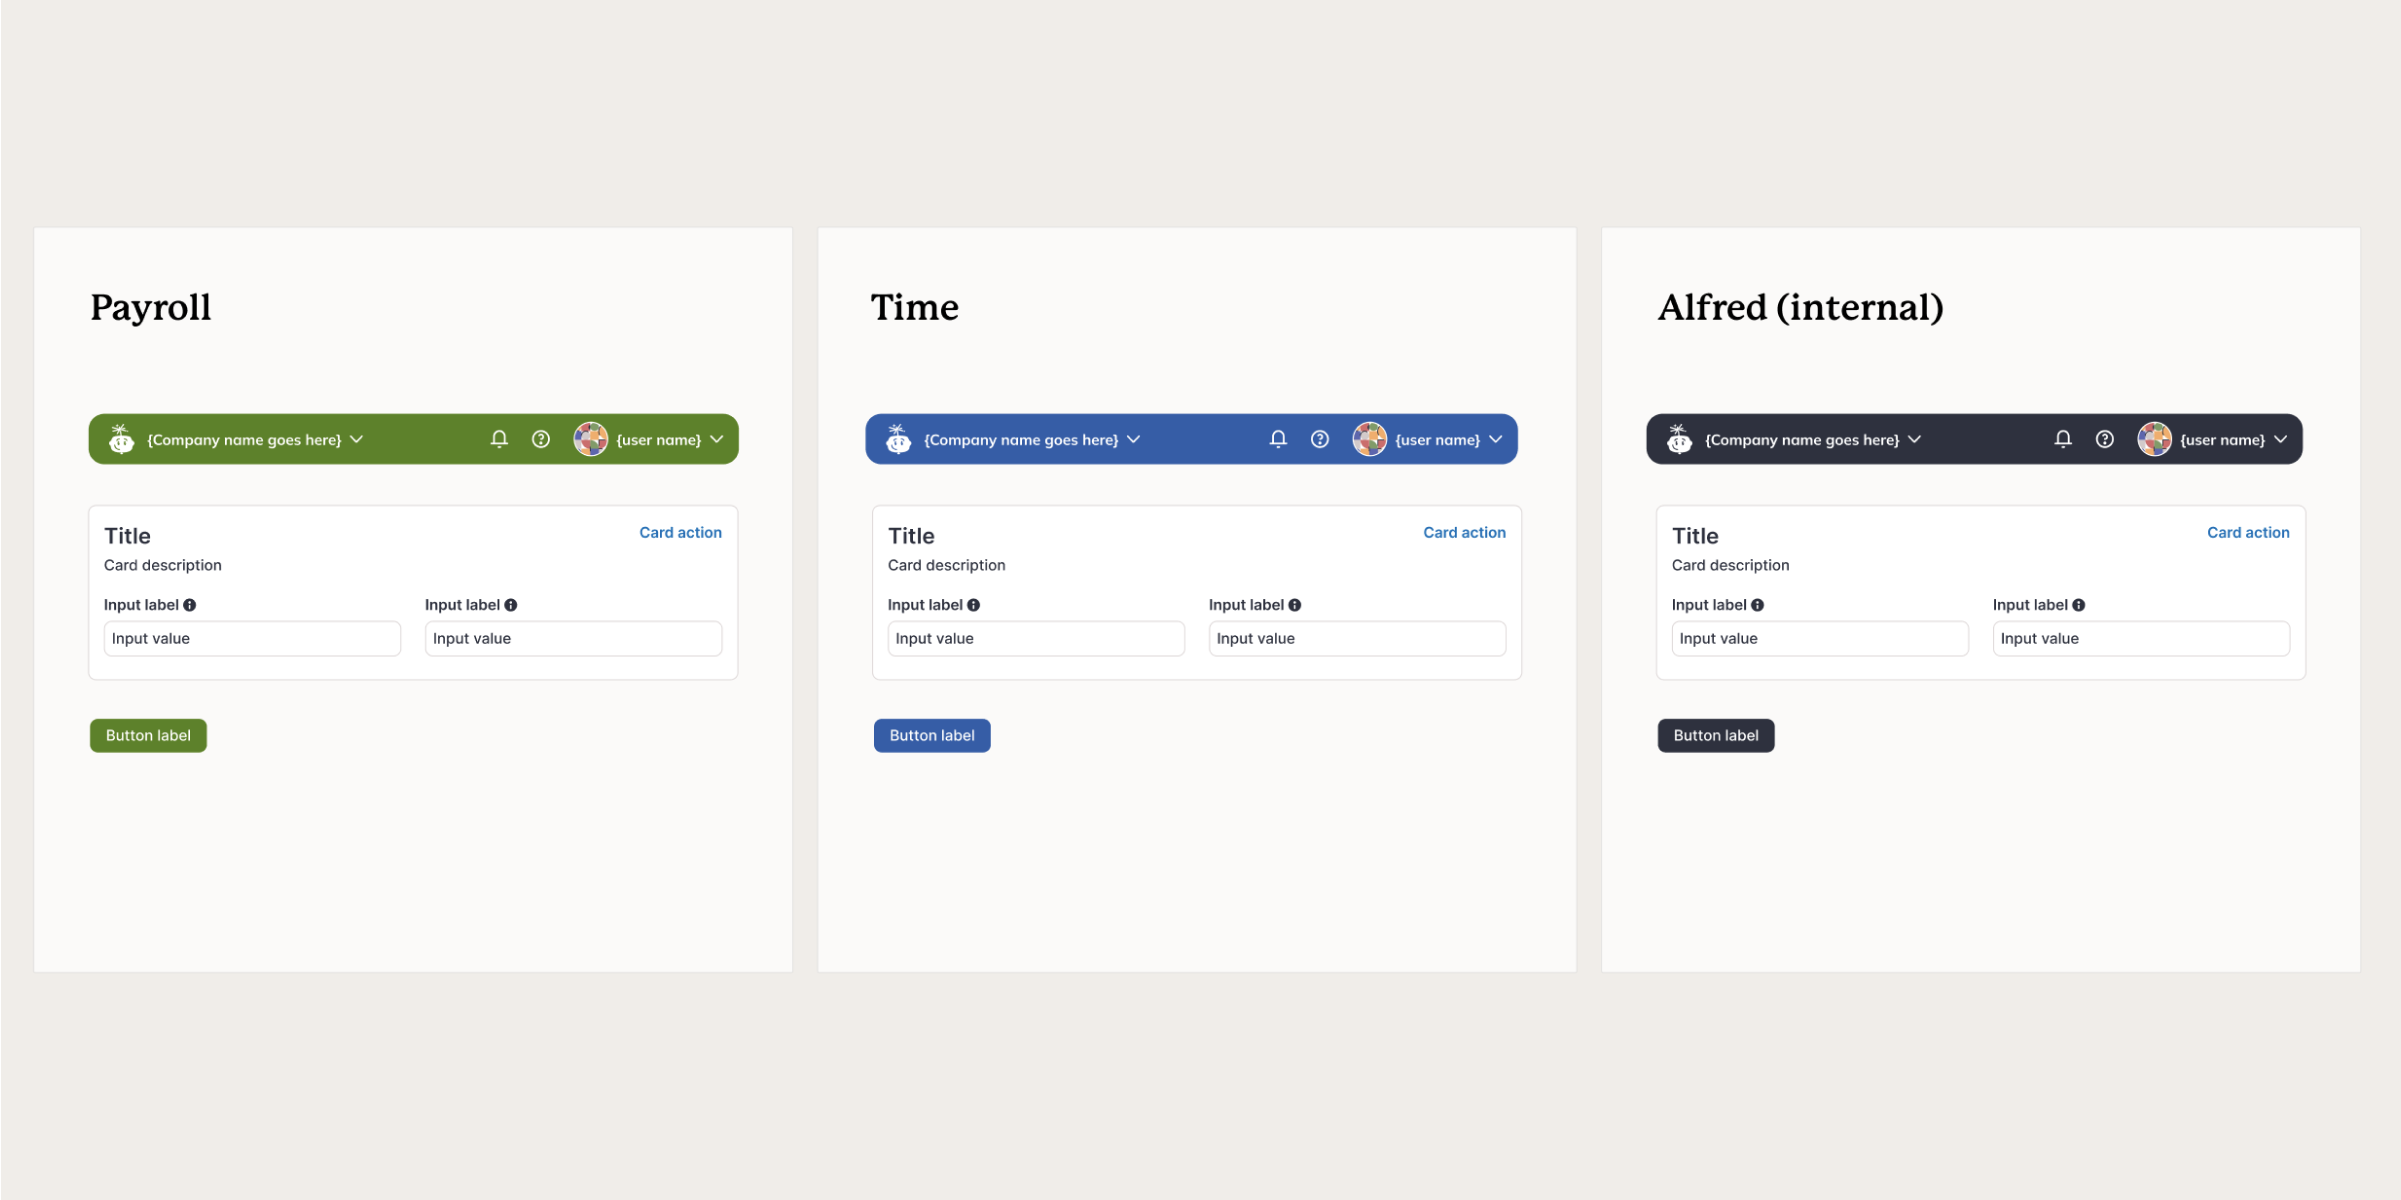 Payroll
{Company name goes here}
{user name}
Title
Card action
Card description
Input label
Input label
Input value
Input value
Button label
Time
{Company name goes here}
{user name}
Title
Card action
Card description
Input label
Input label
Input value
Input value
Button label
Alfred (internal)
{Company name goes here}
{user name}
Title
Card action
Card description
Input label
Input label
Input value
Input value
Button label